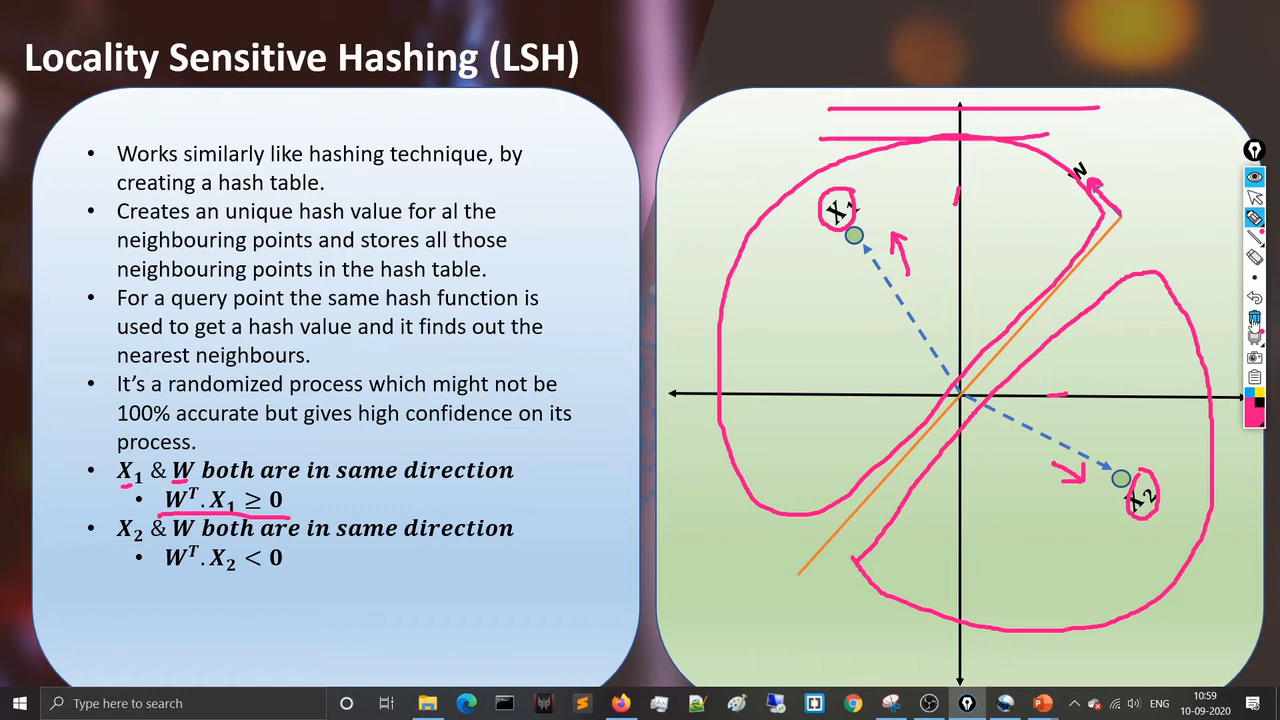 Locality Sensitive Hashing (LSH)
• Works similarly like hashing technique, by
creating a hash table.
• Creates an unique hash value for al the
neighbouring points and stores all those
neighbouring points in the hash table.
• For a query point the same hash function is
used to get a hash value and it finds out the
nearest neighbours.
• It's a randomized process which might not be
100% accurate but gives high confidence on its
process.
• X₁ & W both are in same direction
• Wᵀ. X₁ ≥ 0
• X₂ & W both are in same direction
• Wᵀ. X₂ < 0
W
X₁
X₂
Type here to search
ENG
10:59
10-09-2020